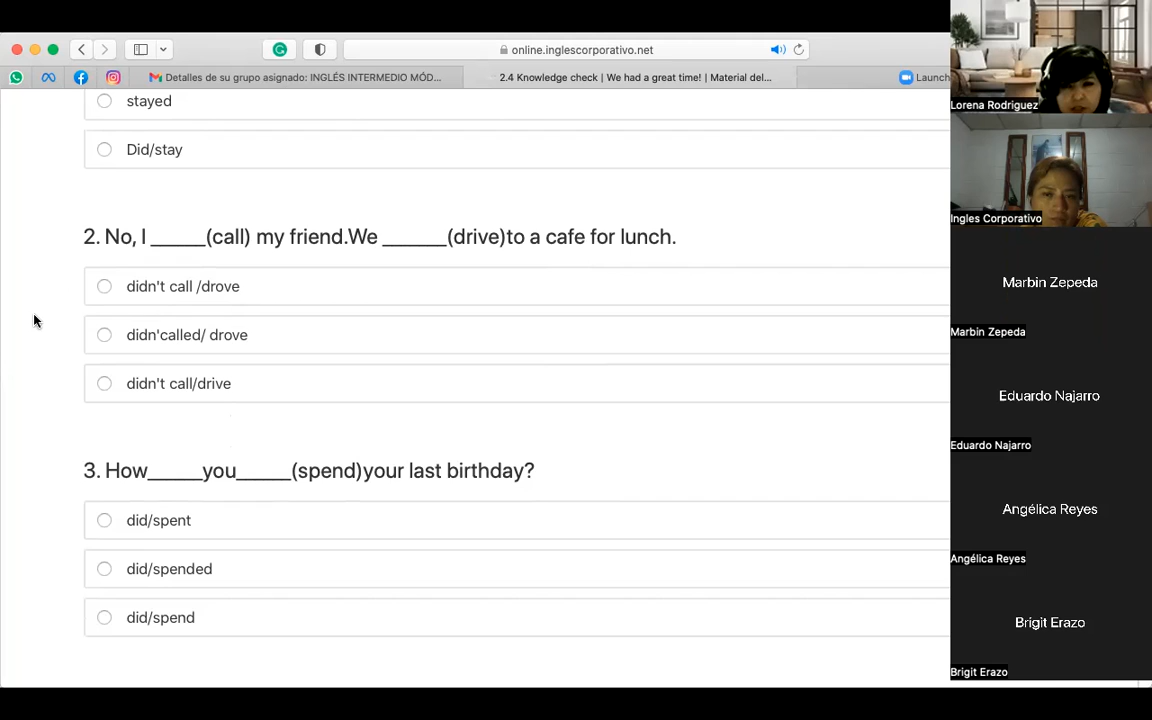 online.inglescorporativo.net
Detalles de su grupo asignado: INGLÉS INTERMEDIO MÓD...
2.4 Knowledge check | We had a great time! | Material del...
Launch
stayed
Did/stay
2. No, I ______(call) my friend.We _______(drive)to a cafe for lunch.
didn't call /drove
didn'called/ drove
didn't call/drive
3. How______you______(spend)your last birthday?
did/spent
did/spended
did/spend
Lorena Rodriguez
Ingles Corporativo
Marbin Zepeda
Marbin Zepeda
Eduardo Najarro
Eduardo Najarro
Angélica Reyes
Angélica Reyes
Brigit Erazo
Brigit Erazo